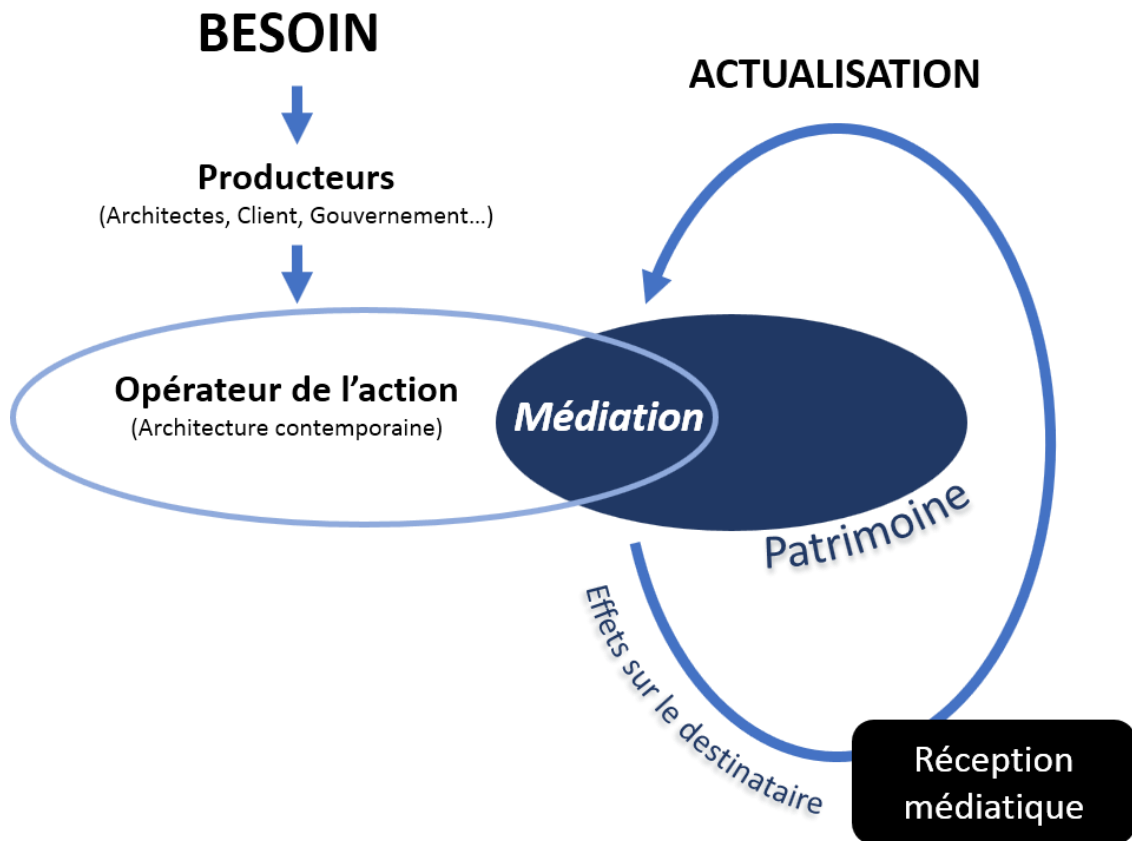 BESOIN
ACTUALISATION
Producteurs
(Architectes, Client, Gouvernement...)
Opérateur de l’action
(Architecture contemporaine)
Médiation
Patrimoine
Effets sur le destinataire
Réception
médiatique